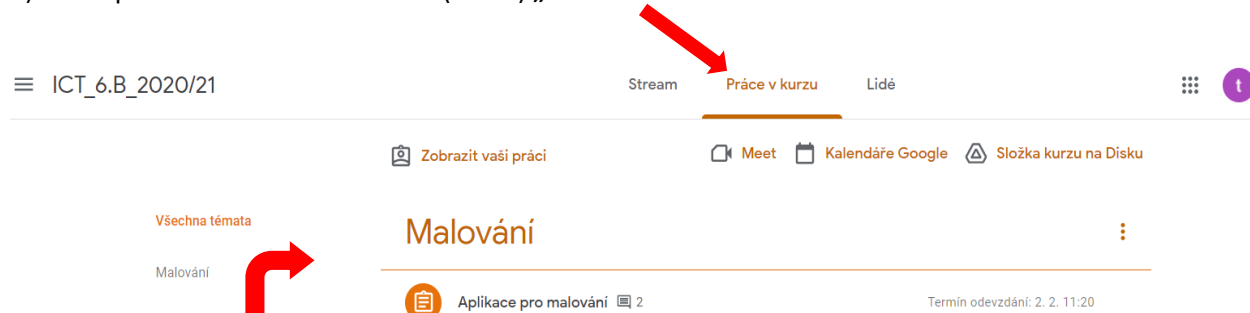 ICT_6.B_2020/21 Stream Práce v kurzu Lidé t
Zobrazit vaši práci Meet Kalendáře Google Složka kurzu na Disku
Všechna témata
Malování
Malování
Aplikace pro malování 2 Termín odevzdání: 2. 2. 11:20